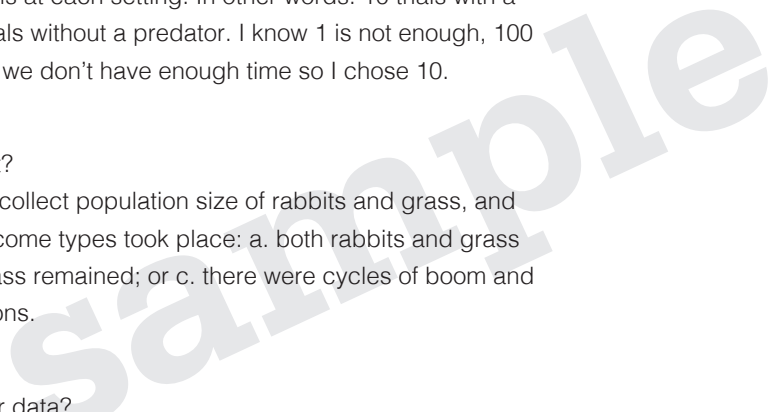 is at each setting. In other words: 10 trials with a
als without a predator. I know 1 is not enough, 100
we don’t have enough time so I chose 10.
?
collect population size of rabbits and grass, and
come types took place: a. both rabbits and grass
ass remained; or c. there were cycles of boom and
ons.
r data?
sample